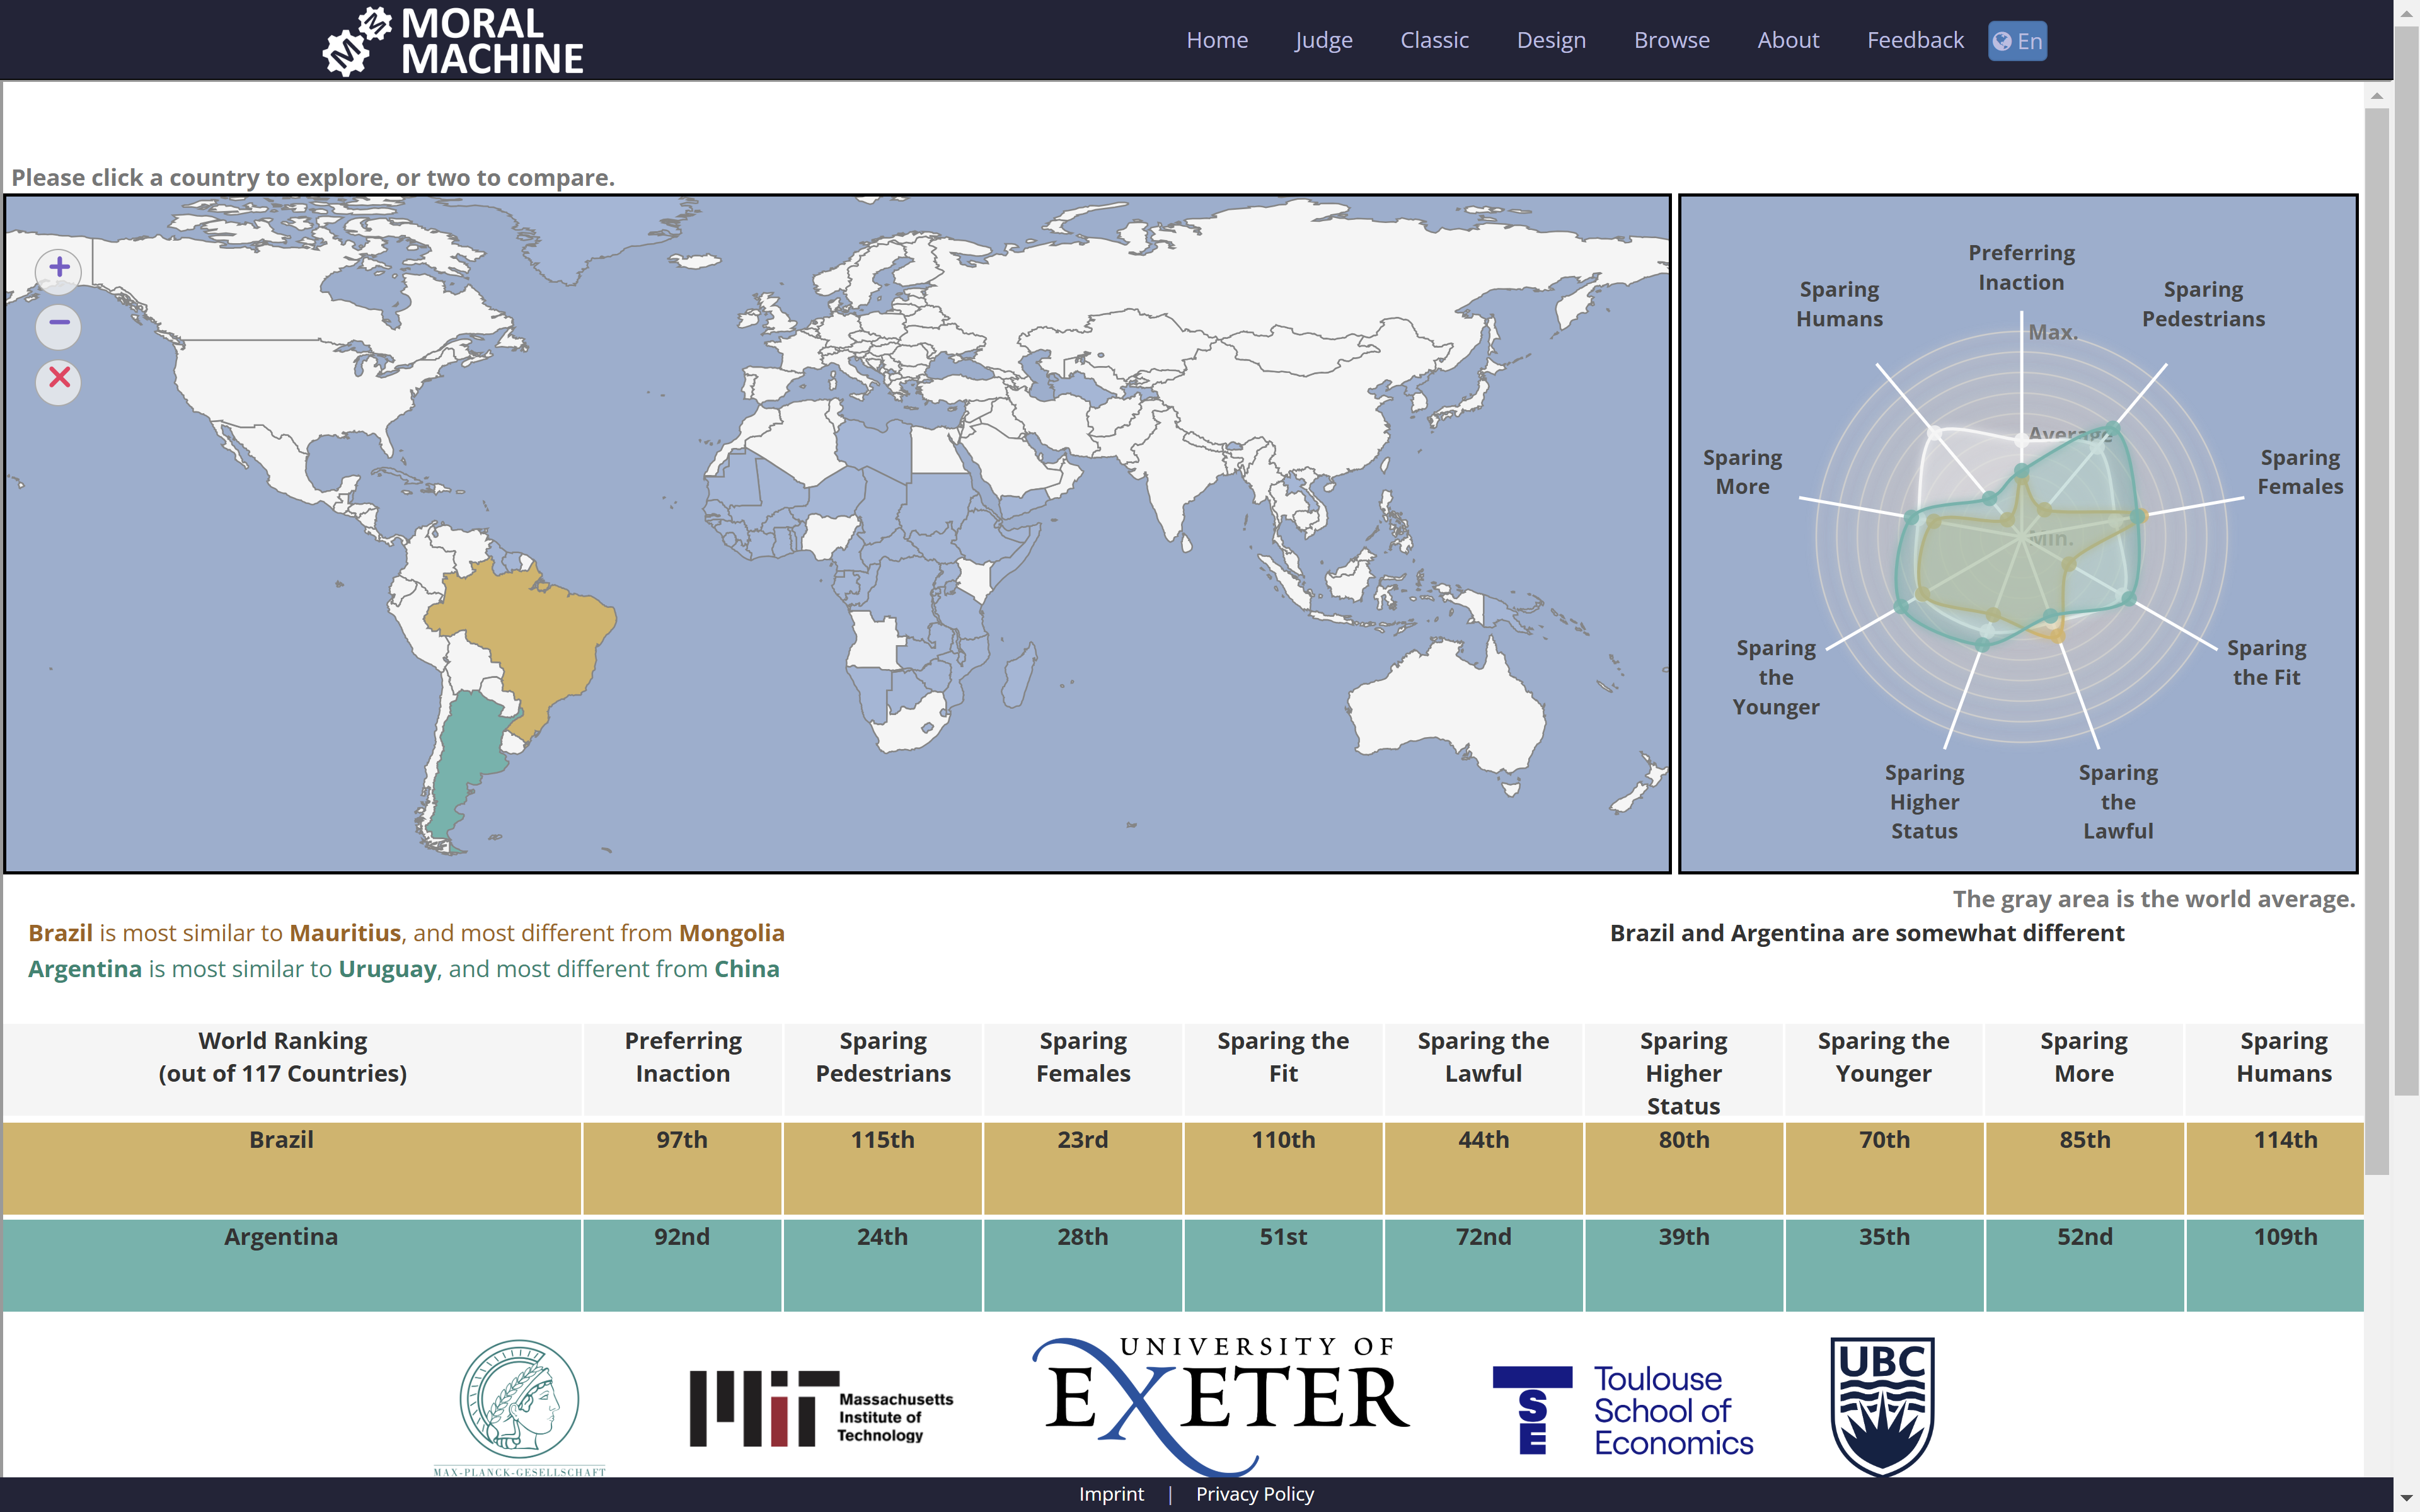 MORAL
MACHINE
Home
Judge
Classic
Design
Browse
About
Feedback
En
Please click a country to explore, or two to compare.
Preferring
Inaction
Sparing
Humans
Sparing
Pedestrians
Max.
Average
Sparing
More
Sparing
Females
Min.
Sparing
the
Younger
Sparing
the Fit
Sparing
Higher
Status
Sparing
the
Lawful
The gray area is the world average.
Brazil is most similar to Mauritius, and most different from Mongolia
Brazil and Argentina are somewhat different
Argentina is most similar to Uruguay, and most different from China
World Ranking
(out of 117 Countries)
Preferring
Inaction
Sparing
Pedestrians
Sparing
Females
Sparing the
Fit
Sparing the
Lawful
Sparing
Higher
Status
Sparing the
Younger
Sparing
More
Sparing
Humans
Brazil 97th 115th 23rd 110th 44th 80th 70th 85th 114th
Argentina 92nd 24th 28th 51st 72nd 39th 35th 52nd 109th
MAX-PLANCK-GESELLSCHAFT
MIT
Massachusetts
Institute of
Technology
UNIVERSITY OF
EXETER
TSE
Toulouse
School of
Economics
UBC
Imprint | Privacy Policy